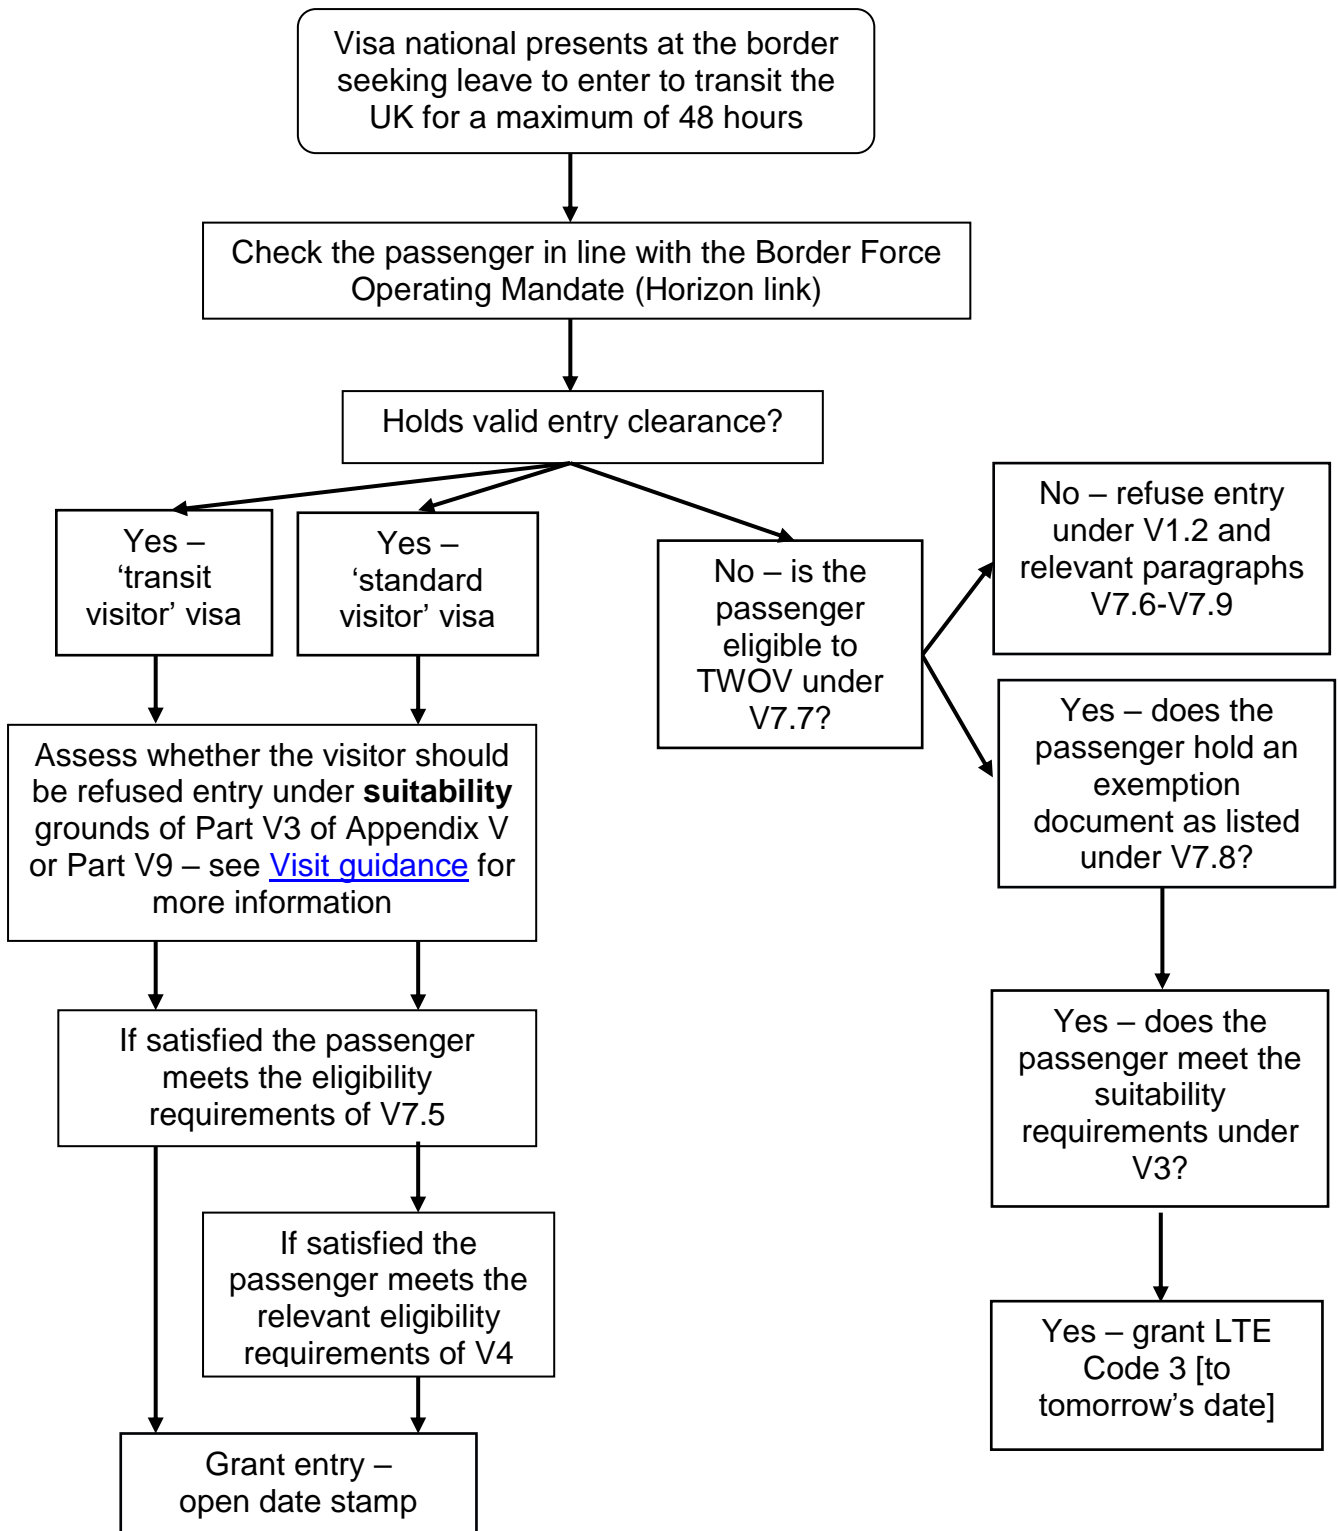 Visa national presents at the border
seeking leave to enter to transit the
UK for a maximum of 48 hours
Check the passenger in line with the Border Force
Operating Mandate (Horizon link)
Holds valid entry clearance?
Yes –
‘transit
visitor’ visa
Yes –
‘standard
visitor’ visa
No – is the
passenger
eligible to
TWOV under
V7.7?
No – refuse entry
under V1.2 and
relevant paragraphs
V7.6-V7.9
Yes – does the
passenger hold an
exemption
document as listed
under V7.8?
Assess whether the visitor should
be refused entry under suitability
grounds of Part V3 of Appendix V
or Part V9 – see Visit guidance for
more information
If satisfied the passenger
meets the eligibility
requirements of V7.5
Yes – does the
passenger meet the
suitability
requirements under
V3?
If satisfied the
passenger meets the
relevant eligibility
requirements of V4
Yes – grant LTE
Code 3 [to
tomorrow’s date]
Grant entry –
open date stamp